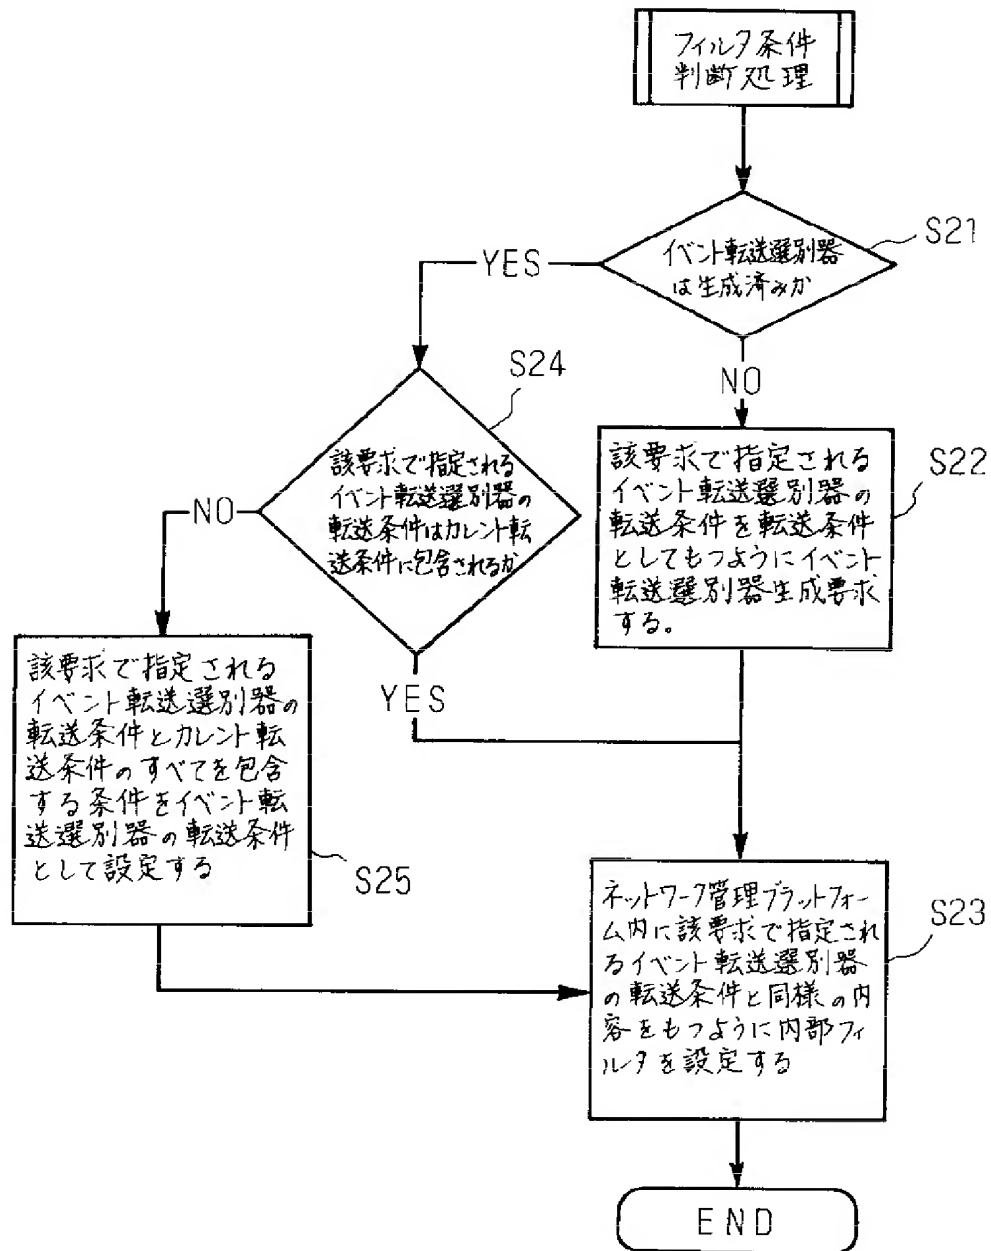 フィルタ条件
判断処理
S21
イベント転送選別器
は生成済みか
YES
NO
S24
該要求で指定される
イベント転送選別器の
転送条件はカレント転
送条件に包含されるか
NO
YES
S22
該要求で指定される
イベント転送選別器の
転送条件を転送条件
としてもつようにイベント
転送選別器生成要求
する。
該要求で指定される
イベント転送選別器の
転送条件とカレント転
送条件のすべてを包含
する条件をイベント転
送選別器の転送条件
として設定する
S25
S23
ネットワーク管理プラットフォー
ム内に該要求で指定され
るイベント転送選別器
の転送条件と同様の内
容をもつように内部フィ
ルタを設定する
END